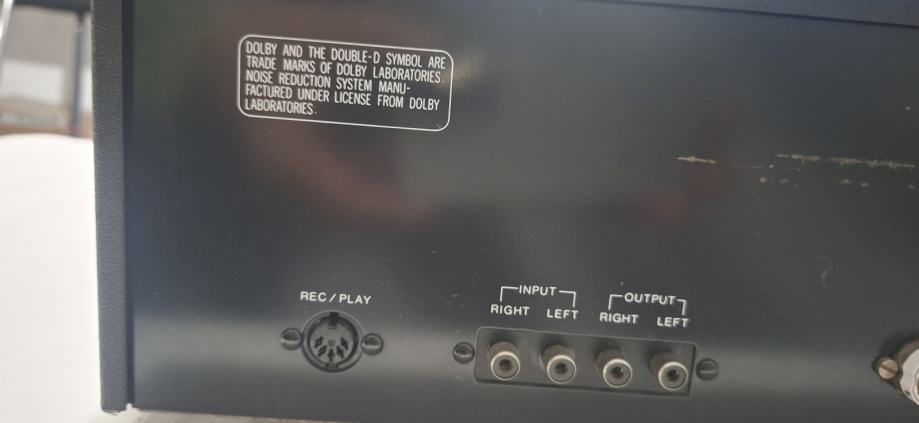 DOLBY AND THE DOUBLE-D SYMBOL ARE
TRADE MARKS OF DOLBY LABORATORIES.
NOISE REDUCTION SYSTEM MANU-
FACTURED UNDER LICENSE FROM DOLBY
LABORATORIES.
REC/PLAY
INPUT
OUTPUT
RIGHT LEFT
RIGHT LEFT